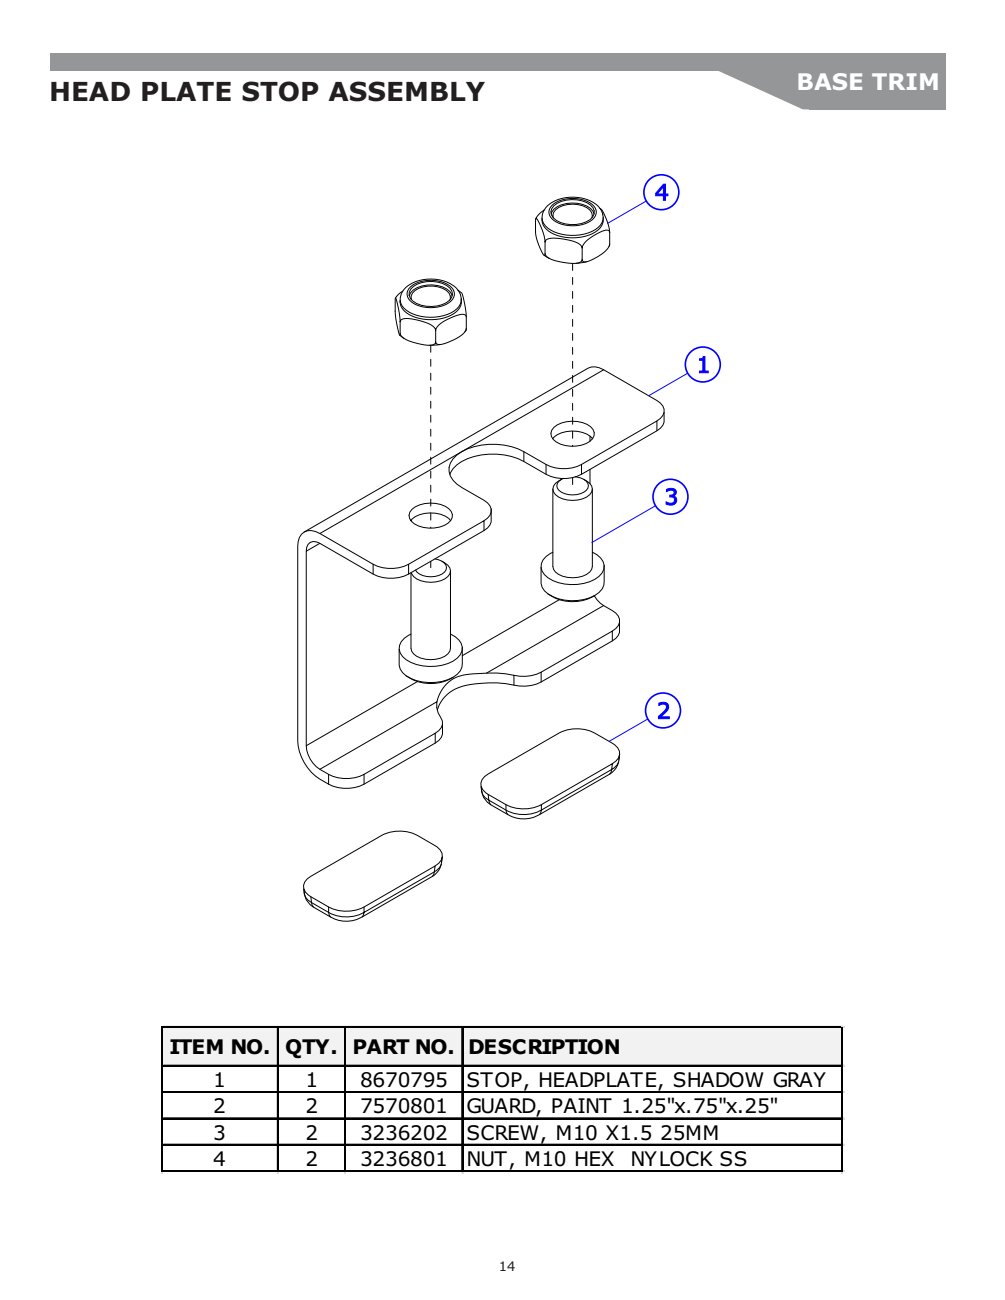 BASE TRIM
HEAD PLATE STOP ASSEMBLY
4
1
3
2
ITEM NO. QTY. PART NO. DESCRIPTION
1 1 8670795 STOP, HEADPLATE, SHADOW GRAY
2 2 7570801 GUARD, PAINT 1.25"x.75"x.25"
3 2 3236202 SCREW, M10 X1.5 25MM
4 2 3236801 NUT, M10 HEX  NYLOCK SS
14